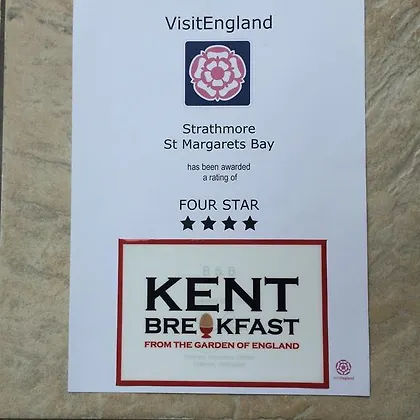 VisitEngland
Strathmore
St Margarets Bay
has been awarded
a rating of
FOUR STAR
B&B
KENT
BREAKFAST
FROM THE GARDEN OF ENGLAND